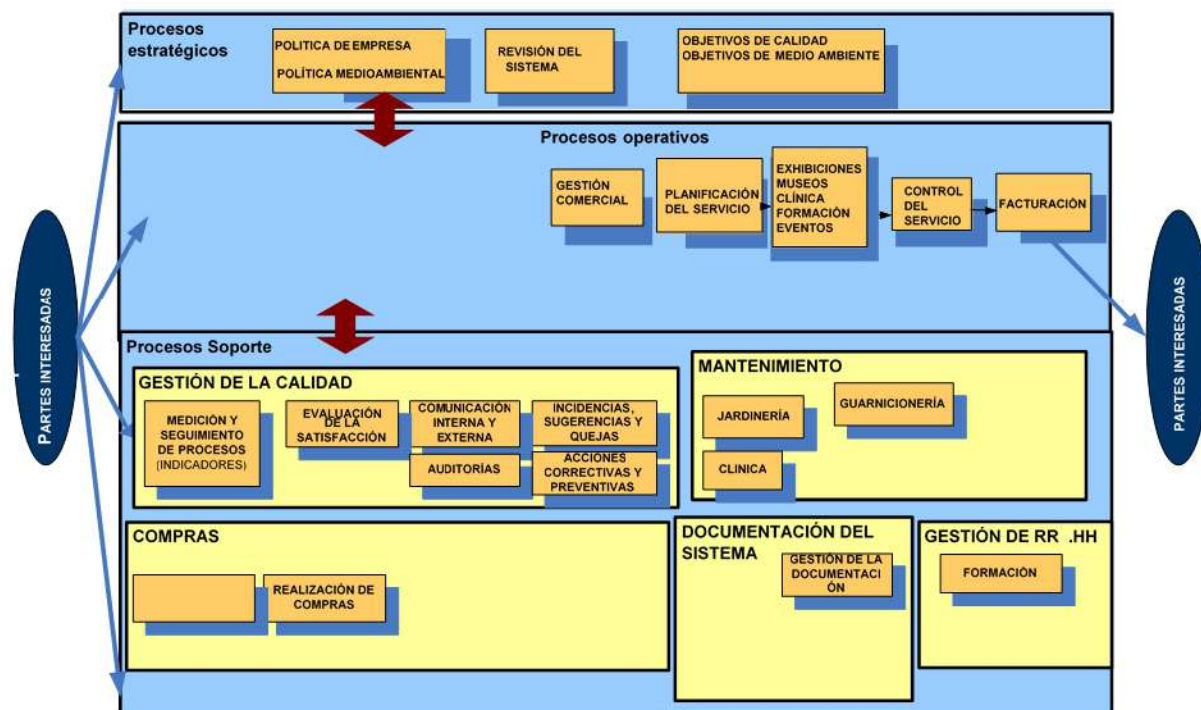 Procesos
estratégicos
POLITICA DE EMPRESA
POLÍTICA MEDIOAMBIENTAL
REVISIÓN DEL
SISTEMA
OBJETIVOS DE CALIDAD
OBJETIVOS DE MEDIO AMBIENTE
Procesos operativos
GESTIÓN
COMERCIAL
PLANIFICACIÓN
DEL SERVICIO
EXHIBICIONES
MUSEOS
CLÍNICA
FORMACIÓN
EVENTOS
CONTROL
DEL
SERVICIO
FACTURACIÓN
PARTES INTERESADAS
PARTES INTERESADAS
Procesos Soporte
GESTIÓN DE LA CALIDAD
MEDICIÓN Y
SEGUIMIENTO
DE PROCESOS
(INDICADORES)
EVALUACIÓN
DE LA
SATISFACCIÓN
COMUNICACIÓN
INTERNA Y
EXTERNA
INCIDENCIAS,
SUGERENCIAS Y
QUEJAS
AUDITORÍAS
ACCIONES
CORRECTIVAS Y
PREVENTIVAS
MANTENIMIENTO
JARDINERÍA
GUARNICIONERÍA
CLINICA
COMPRAS
REALIZACIÓN DE
COMPRAS
DOCUMENTACIÓN DEL
SISTEMA
GESTIÓN DE LA
DOCUMENTACI
ÓN
GESTIÓN DE RR .HH
FORMACIÓN